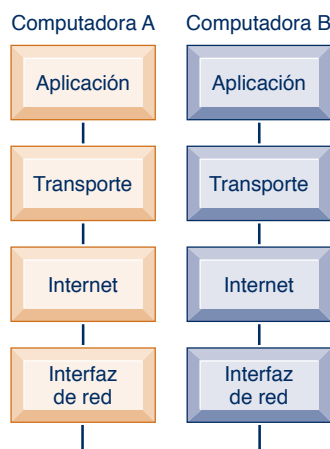 Computadora A
Computadora B
Aplicación
Aplicación
Transporte
Transporte
Internet
Internet
Interfaz
de red
Interfaz
de red